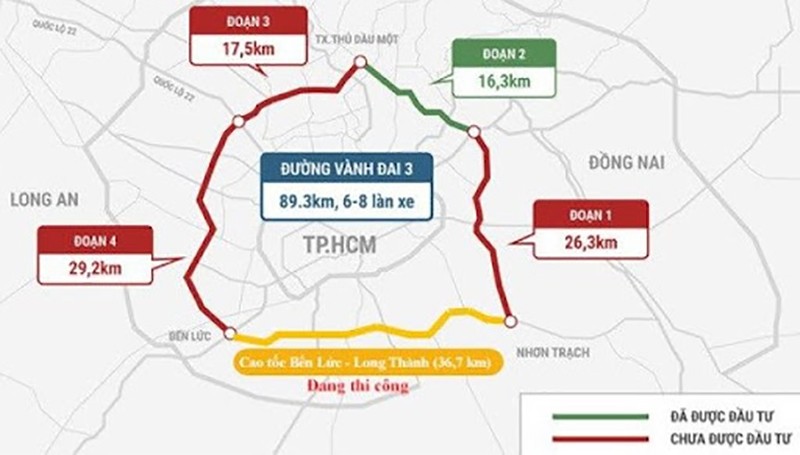 ĐOẠN 3
17,5km
QUỐC LỘ 22
TX.THỦ DẦU MỘT
ĐOẠN 2
16,3km
QUỐC LỘ 22
ĐƯỜNG VÀNH ĐAI 3
89.3km, 6-8 làn xe
ĐỒNG NAI
LONG AN
ĐOẠN 1
26,3km
TP.HCM
ĐOẠN 4
29,2km
BẾN LỨC
NHƠN TRẠCH
Cao tốc Bến Lức - Long Thành (36,7 km)
Đang thi công
ĐÃ ĐƯỢC ĐẦU TƯ
CHƯA ĐƯỢC ĐẦU TƯ